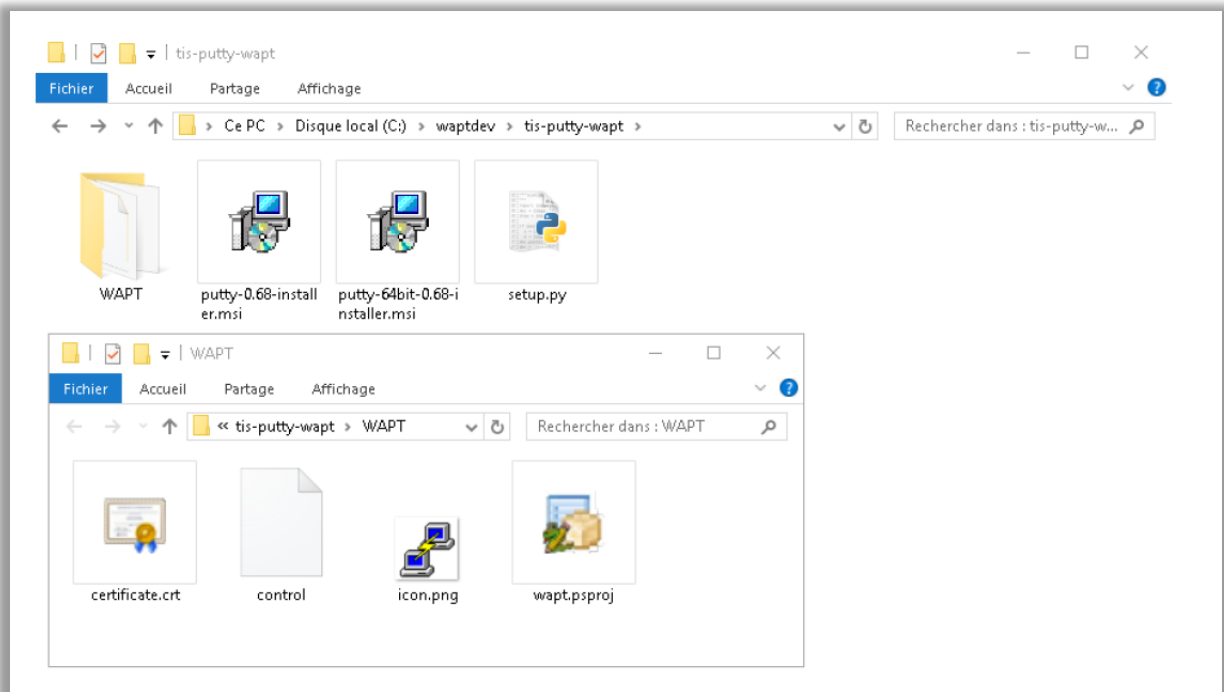 tis-putty-wapt
Fichier Accueil Partage Affichage
Ce PC > Disque local (C:) > waptdev > tis-putty-wapt >
Rechercher dans : tis-putty-w...
WAPT
putty-0.68-install
er.msi
putty-64bit-0.68-i
nstaller.msi
setup.py
WAPT
Fichier Accueil Partage Affichage
« tis-putty-wapt > WAPT
Rechercher dans : WAPT
certificate.crt
control
icon.png
wapt.psproj